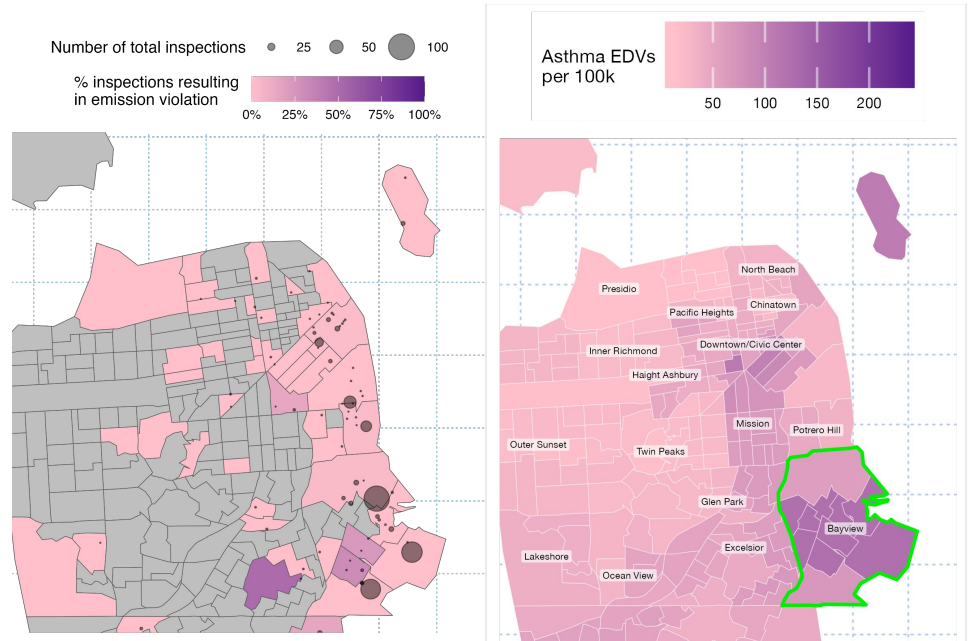 Number of total inspections 25 50 100
% inspections resulting
in emission violation
0% 25% 50% 75% 100%
Asthma EDVs
per 100k
50 100 150 200
North Beach
Presidio
Chinatown
Pacific Heights
Downtown/Civic Center
Inner Richmond
Haight Ashbury
Mission
Potrero Hill
Outer Sunset
Twin Peaks
Glen Park
Bayview
Excelsior
Lakeshore
Ocean View